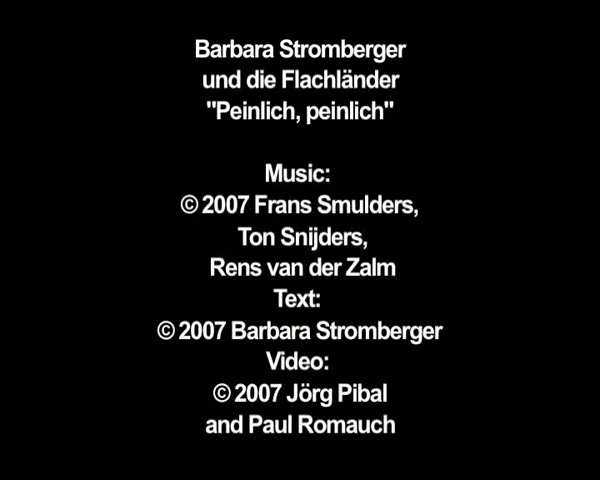 Barbara Stromberger
und die Flachländer
"Peinlich, peinlich"
Music:
© 2007 Frans Smulders,
Ton Snijders,
Rens van der Zalm
Text:
© 2007 Barbara Stromberger
Video:
© 2007 Jörg Pibal
and Paul Romauch